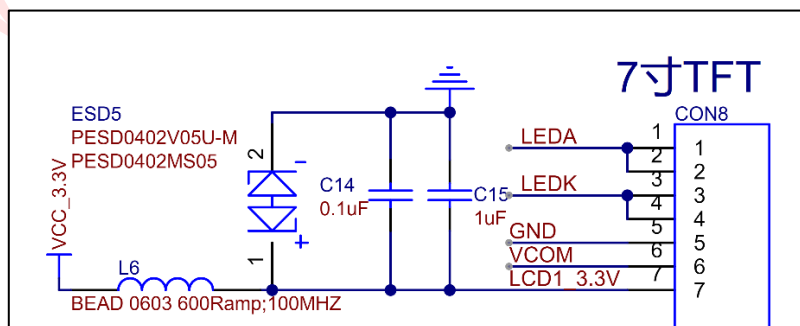 7寸TFT
ESD5
PESD0402V05U-M
PESD0402MS05
CON8
VCC_3.3V
2
C14
0.1uF
C15
1uF
1
L6
BEAD 0603 600Ramp;100MHZ
LEDA
1
1
2
2
LEDK
3
3
4
4
GND
5
5
VCOM
6
6
LCD1_3.3V
7
7